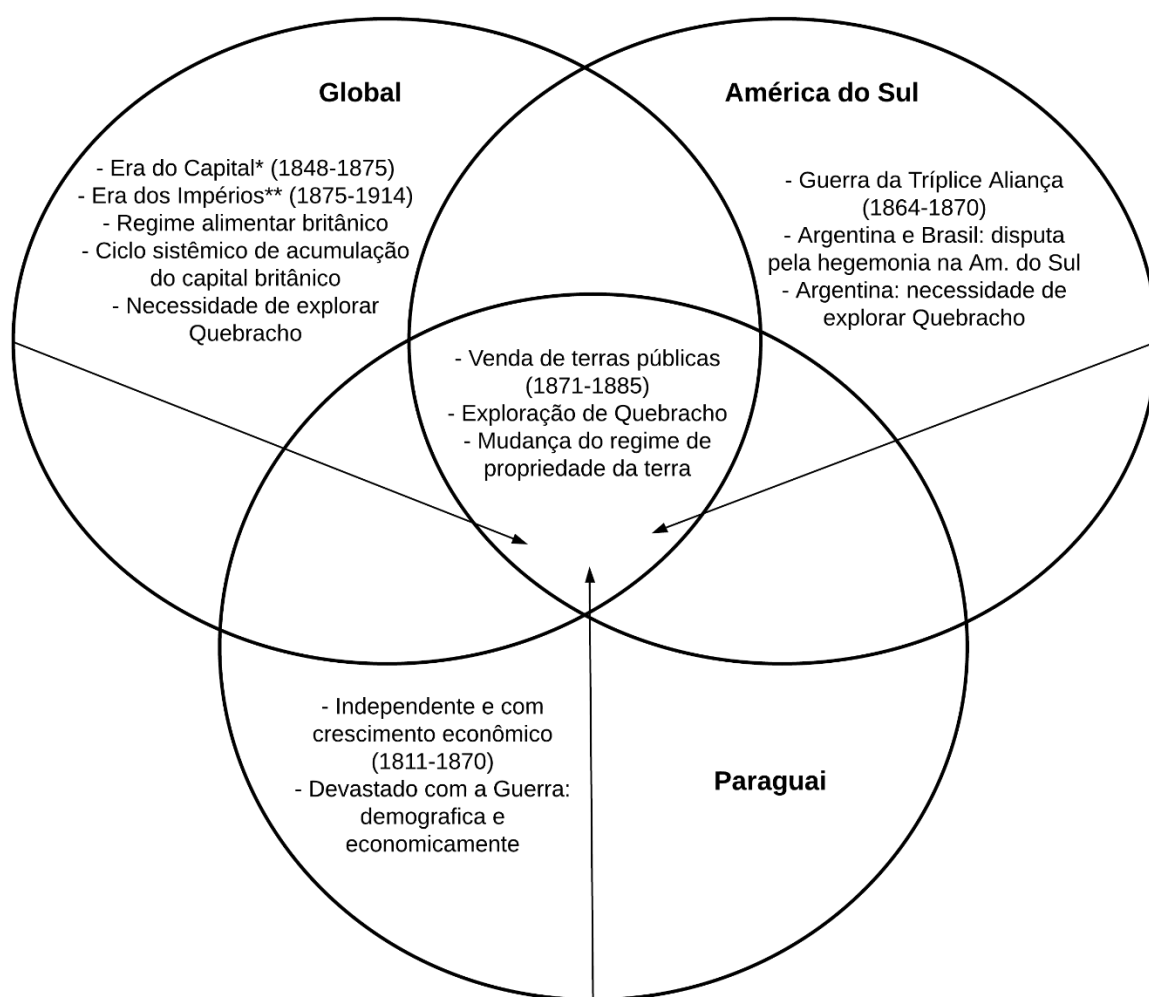 Global
- Era do Capital* (1848-1875)
- Era dos Impérios** (1875-1914)
- Regime alimentar britânico
- Ciclo sistêmico de acumulação
do capital britânico
- Necessidade de explorar
Quebracho
América do Sul
- Guerra da Tríplice Aliança
(1864-1870)
- Argentina e Brasil: disputa
pela hegemonia na Am. do Sul
- Argentina: necessidade de
explorar Quebracho
- Venda de terras públicas
(1871-1885)
- Exploração de Quebracho
- Mudança do regime de
propriedade da terra
- Independente e com
crescimento econômico
(1811-1870)
- Devastado com a Guerra:
demografica e
economicamente
Paraguai